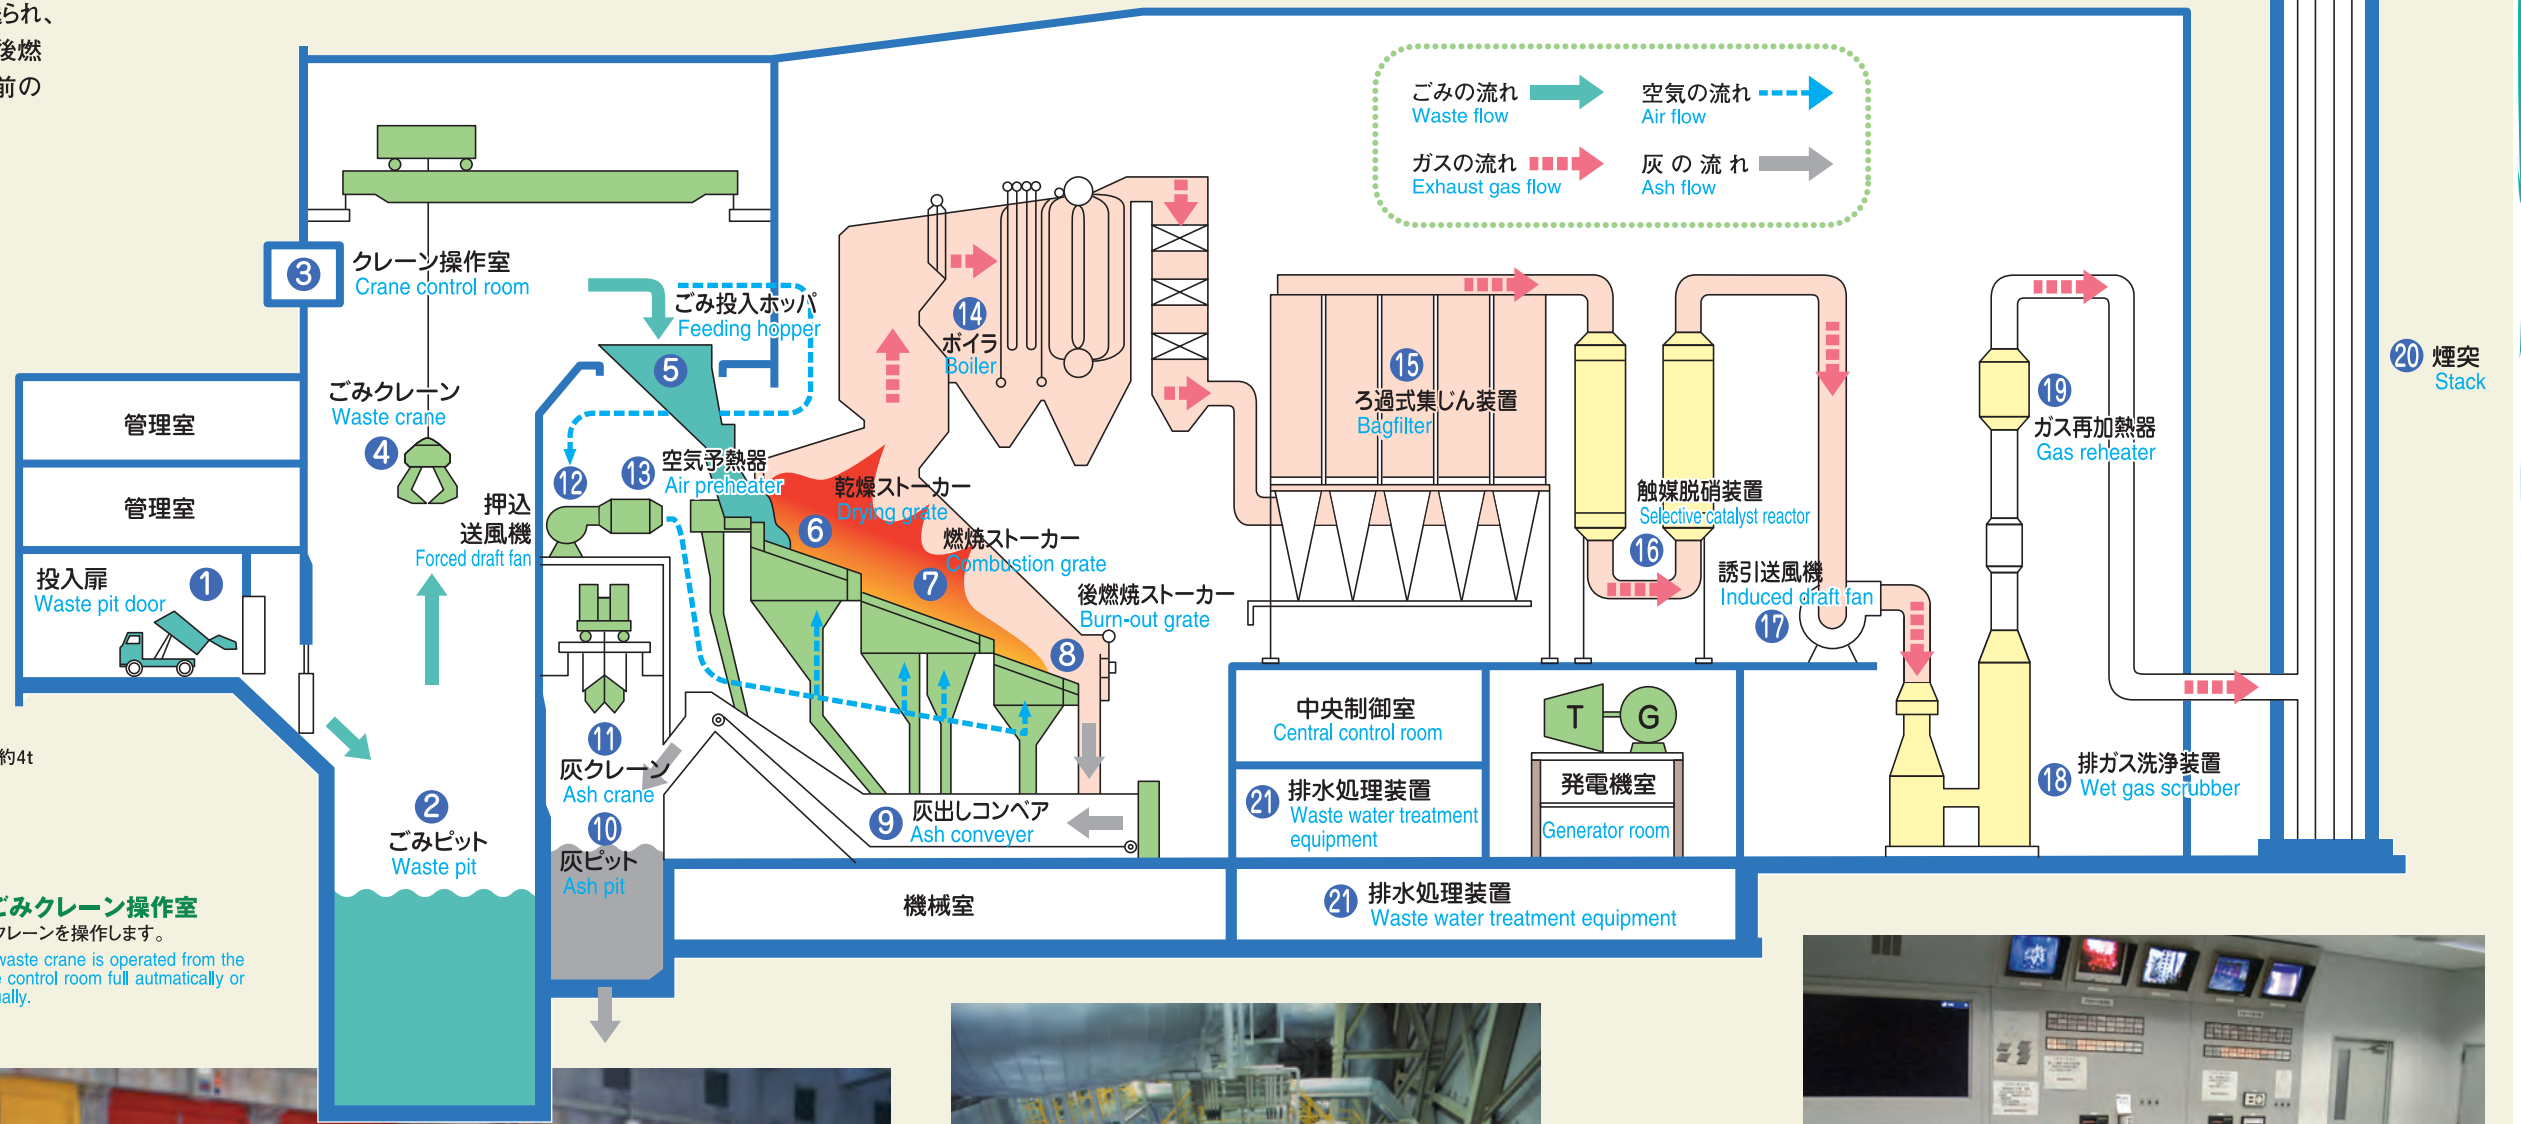 られ、
後燃
前の
ごみの流れ
Waste flow
空気の流れ
Air flow
ガスの流れ
Exhaust gas flow
灰の流れ
Ash flow
3
クレーン操作室
Crane control room
ごみ投入ホッパ
Feeding hopper
5
14
ボイラ
Boiler
15
ろ過式集じん装置
Bagfilter
20 煙突
Stack
19
ガス再加熱器
Gas reheater
管理室
ごみクレーン
Waste crane
4
管理室
押込
送風機
Forced draft fan
12
13
空気予熱器
Air preheater
乾燥ストーカー
Drying grate
6
燃焼ストーカー
Combustion grate
7
後燃焼ストーカー
Burn-out grate
8
触媒脱硝装置
Selective catalyst reactor
16
誘引送風機
Induced draft fan
17
投入扉
Waste pit door
1
約4t
2
ごみピット
Waste pit
11
灰クレーン
Ash crane
10
灰ピット
Ash pit
9
灰出しコンベア
Ash conveyer
中央制御室
Central control room
T
G
発電機室
Generator room
21
排水処理装置
Waste water treatment
equipment
18
排ガス洗浄装置
Wet gas scrubber
機械室
21
排水処理装置
Waste water treatment equipment
ごみクレーン操作室
クレーンを操作します。
waste crane is operated from the
control room full autmatically or
ually.